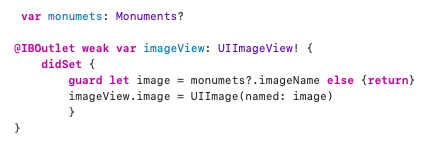 var monumets: Monuments?
@IBOutlet weak var imageView: UIImageView! {
didSet {
guard let image = monumets?.imageName else {return}
imageView.image = UIImage(named: image)
}
}